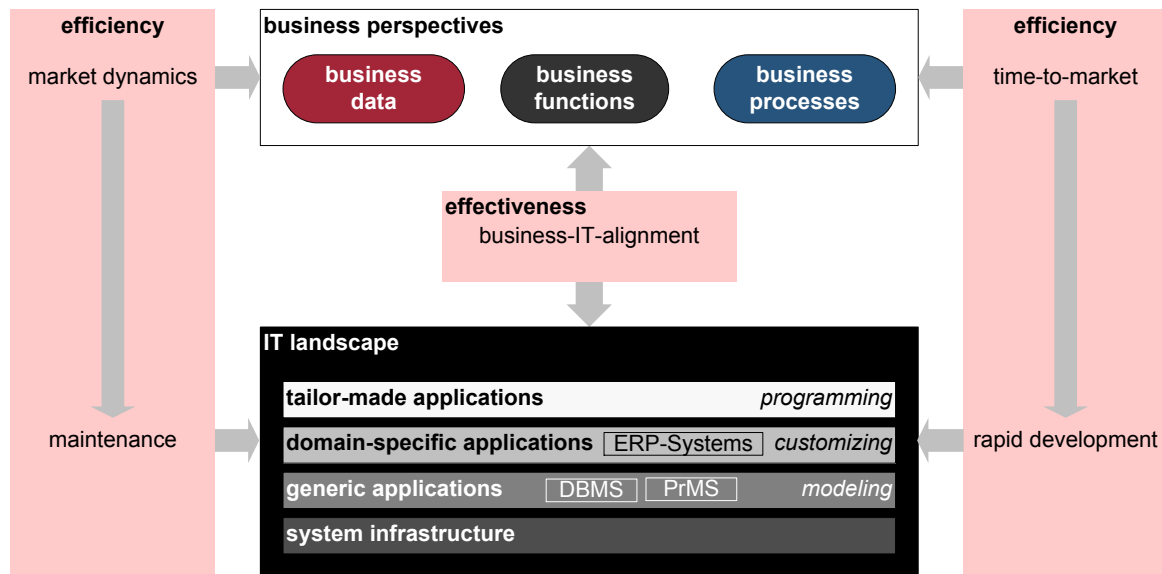 efficiency
market dynamics
maintenance
business perspectives
business
data
business
functions
business
processes
effectiveness
business-IT-alignment
IT landscape
tailor-made applications programming
domain-specific applications ERP-Systems customizing
generic applications DBMS PrMS modeling
system infrastructure
efficiency
time-to-market
rapid development